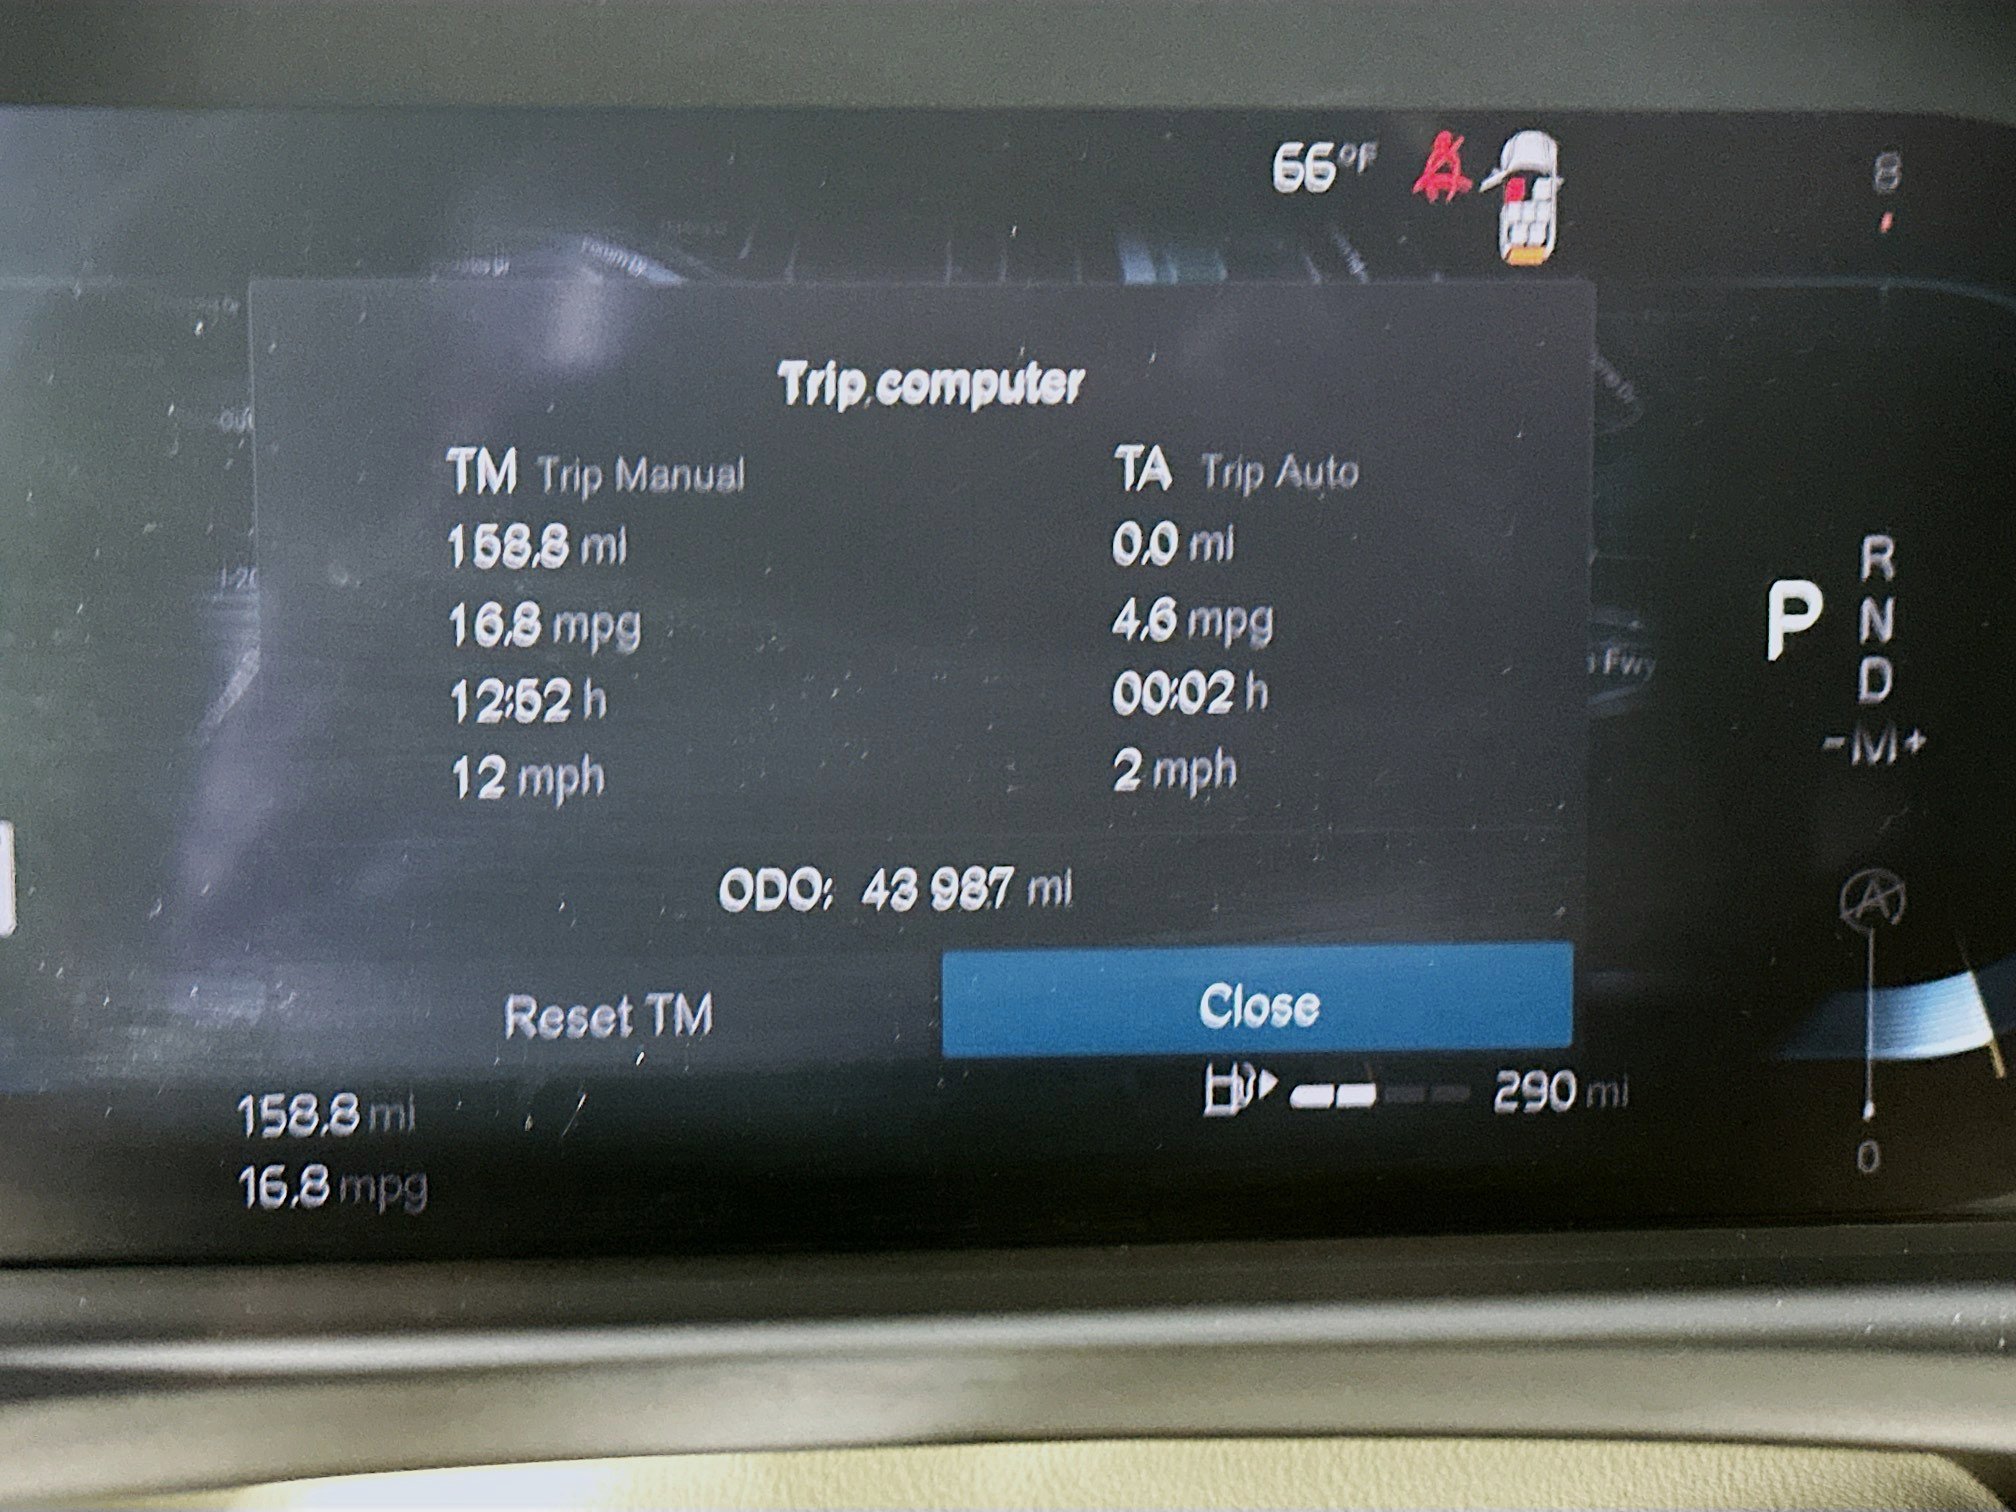 66°F
8
Trip computer
TM Trip Manual
TA Trip Auto
158.8 mi
0.0 mi
16.8 mpg
4.6 mpg
12:52 h
00:02 h
12 mph
2 mph
Fwy
P
R
N
D
-M+
ODO: 43 987 mi
A
Reset TM
Close
158.8 mi
290 mi
16.8 mpg
0